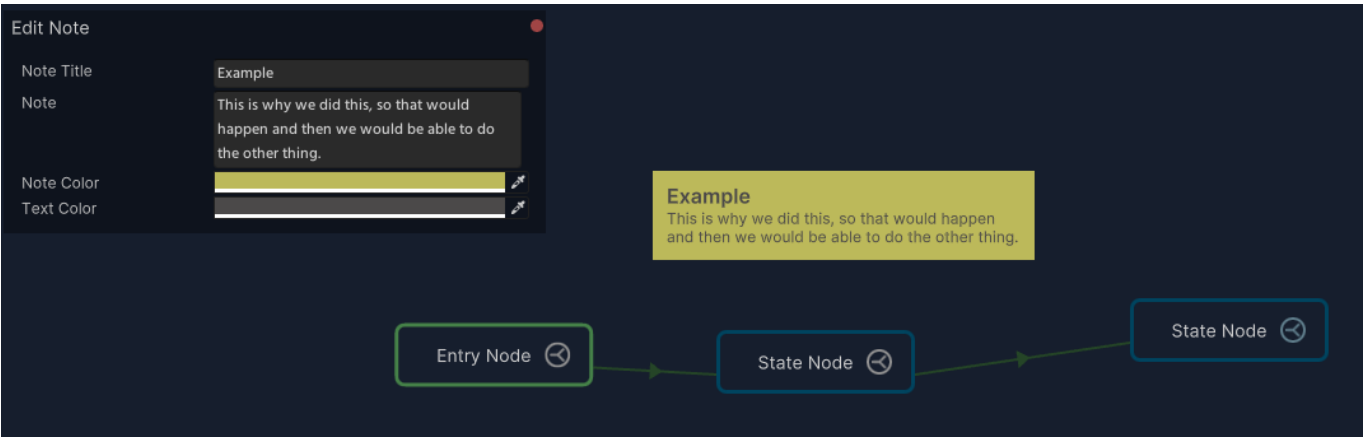 Edit Note
Note Title
Example
Note
This is why we did this, so that would
happen and then we would be able to do
the other thing.
Note Color
Text Color
Example
This is why we did this, so that would happen
and then we would be able to do the other thing.
Entry Node
State Node
State Node